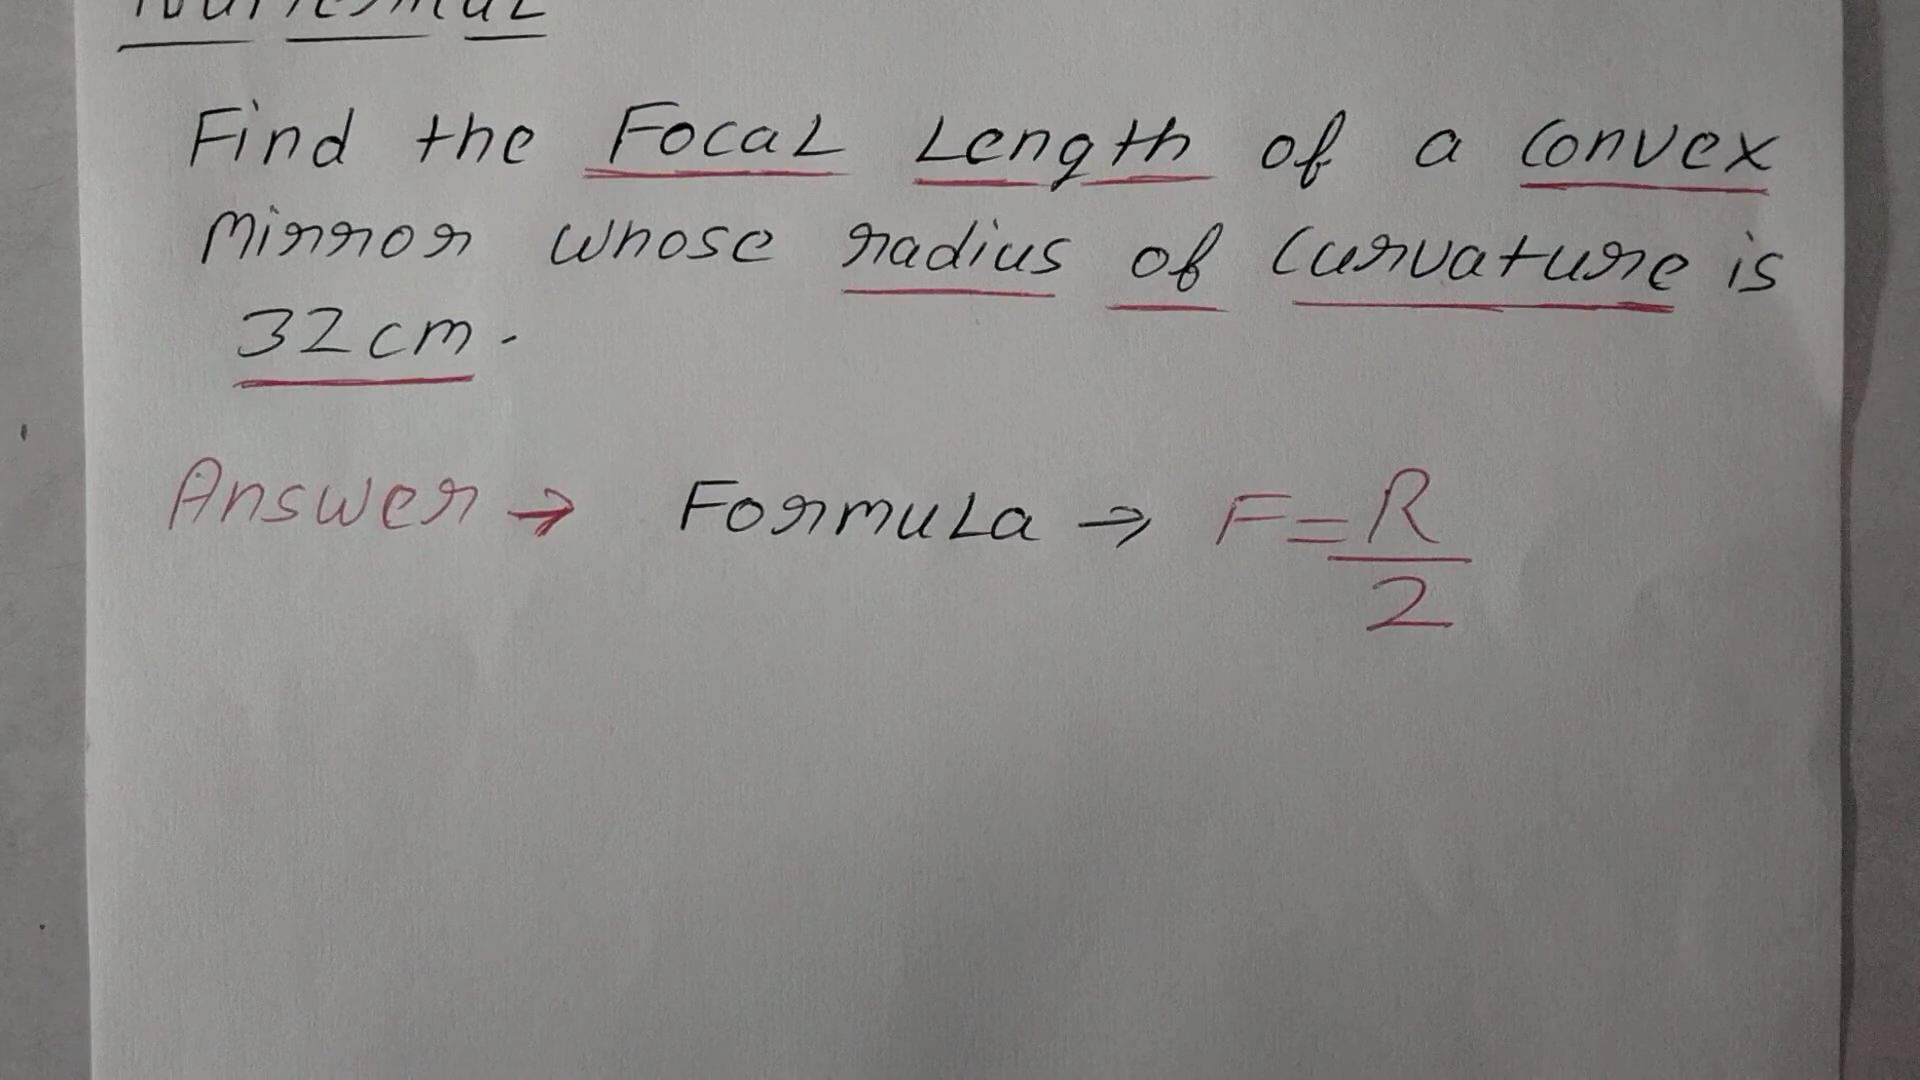 Find the Focal Length of a Convex
Mirror whose radius of Curvature is
32cm.
Answer → Formula → F=R/2